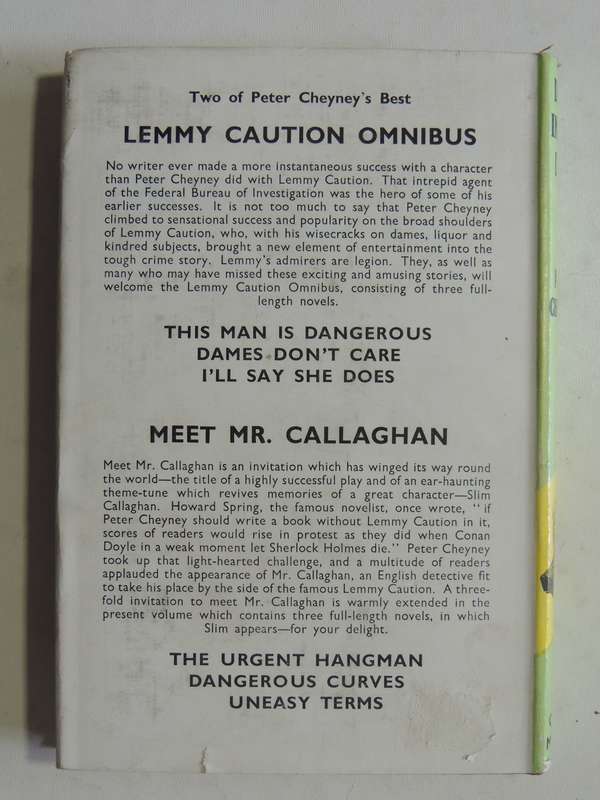 Two of Peter Cheyney's Best
LEMMY CAUTION OMNIBUS
No writer ever made a more instantaneous success with a character
than Peter Cheyney did with Lemmy Caution. That intrepid agent
of the Federal Bureau of Investigation was the hero of some of his
earlier successes. It is not too much to say that Peter Cheyney
climbed to sensational success and popularity on the broad shoulders
of Lemmy Caution, who, with his wisecracks on dames, liquor and
kindred subjects, brought a new element of entertainment into the
tough crime story. Lemmy's admirers are legion. They, as well as
many who may have missed these exciting and amusing stories, will
welcome the Lemmy Caution Omnibus, consisting of three full-
length novels.
THIS MAN IS DANGEROUS
DAMES DON'T CARE
I'LL SAY SHE DOES
MEET MR. CALLAGHAN
Meet Mr. Callaghan is an invitation which has winged its way round
the world—the title of a highly successful play and of an ear-haunting
theme-tune which revives memories of a great character—Slim
Callaghan. Howard Spring, the famous novelist, once wrote, "if
Peter Cheyney should write a book without Lemmy Caution in it,
scores of readers would rise in protest as they did when Conan
Doyle in a weak moment let Sherlock Holmes die." Peter Cheyney
took up that light-hearted challenge, and a multitude of readers
applauded the appearance of Mr. Callaghan, an English detective fit
to take his place by the side of the famous Lemmy Caution. A three-
fold invitation to meet Mr. Callaghan is warmly extended in the
present volume which contains three full-length novels, in which
Slim appears—for your delight.
THE URGENT HANGMAN
DANGEROUS CURVES
UNEASY TERMS